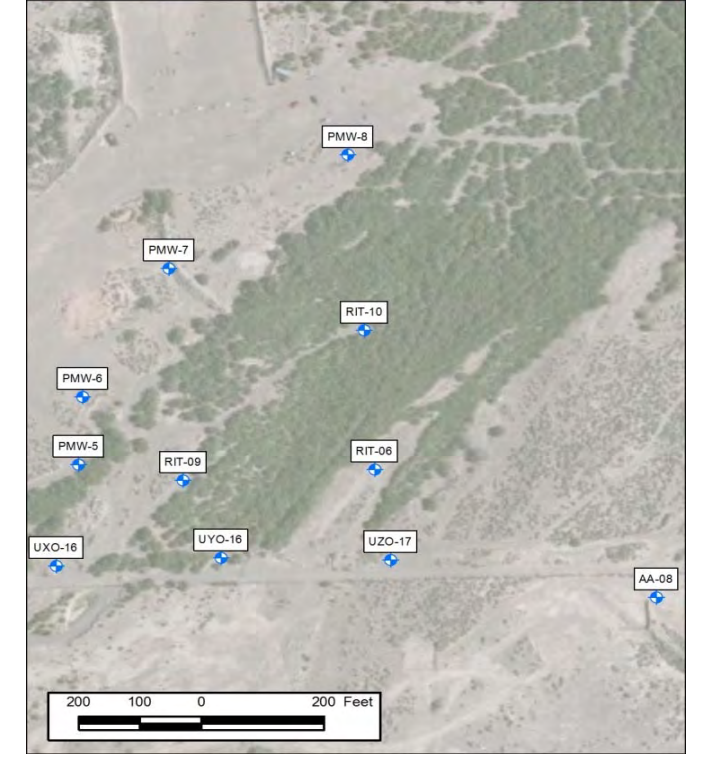 PMW-8
PMW-7
RIT-10
PMW-6
PMW-5
RIT-09
RIT-06
UXO-16
UYO-16
UZO-17
AA-08
200 100 0 200 Feet